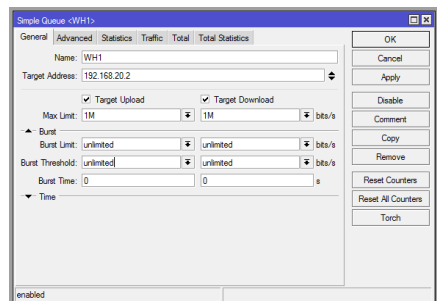 Simple Queue <WH1>
General Advanced Statistics Traffic Total Total Statistics
Name: WH1
Target Address: 192.168.20.2
Target Upload Target Download
Max Limit: 1M 1M bits/s
Burst
Burst Limit: unlimited unlimited bits/s
Burst Threshold: unlimited unlimited bits/s
Burst Time: 0 0 s
Time
OK
Cancel
Apply
Disable
Comment
Copy
Remove
Reset Counters
Reset All Counters
Torch
enabled